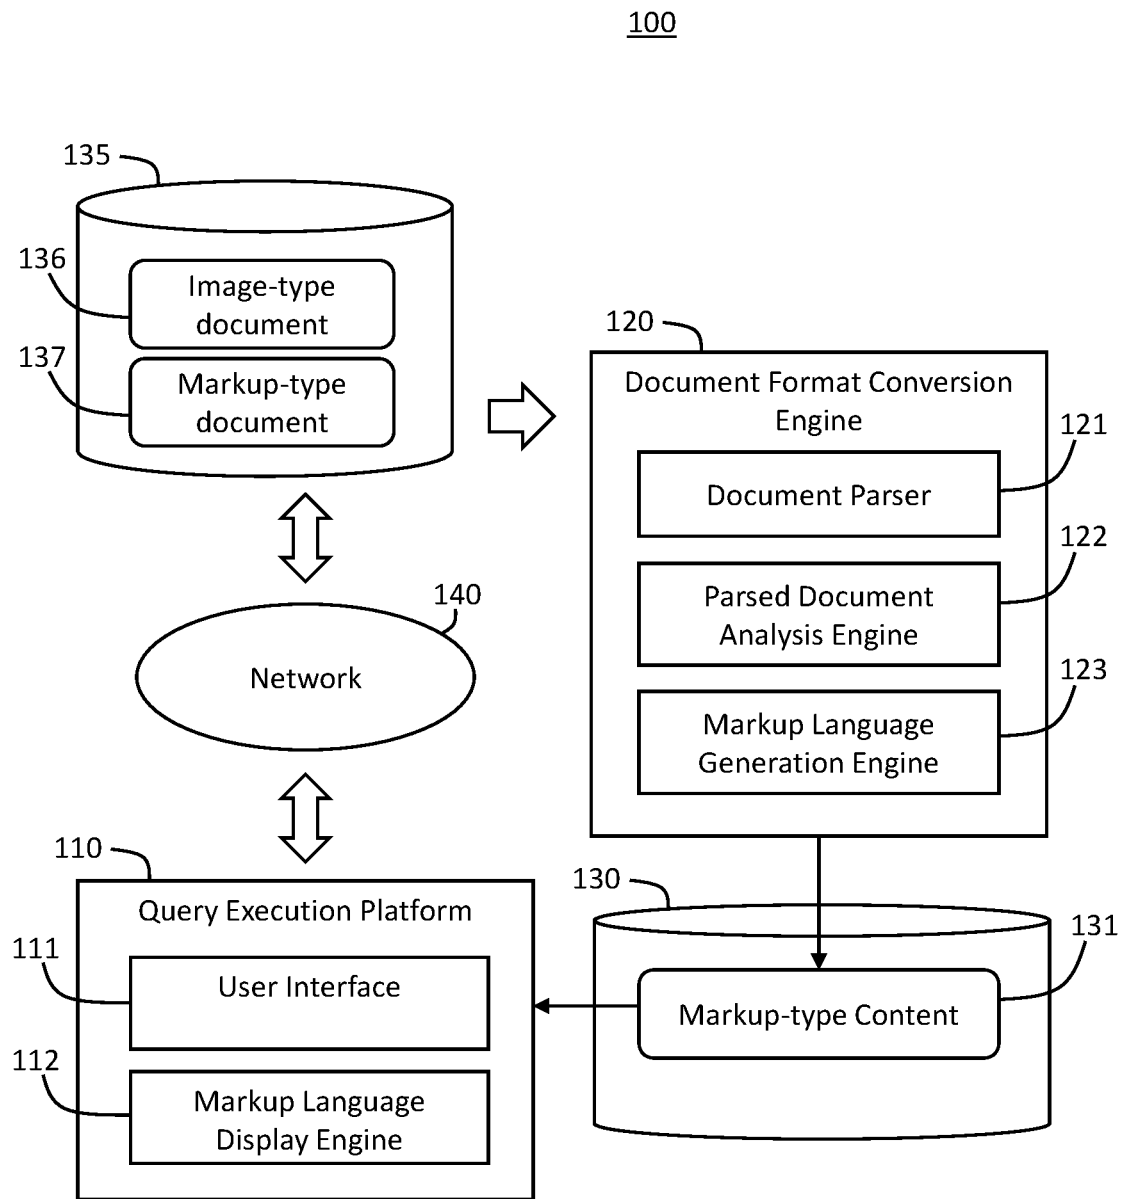 100
135
136
Image-type
document
137
Markup-type
document
120
Document Format Conversion
Engine
121
Document Parser
122
Parsed Document
Analysis Engine
123
Markup Language
Generation Engine
140
Network
110
Query Execution Platform
111
User Interface
112
Markup Language
Display Engine
130
131
Markup-type Content